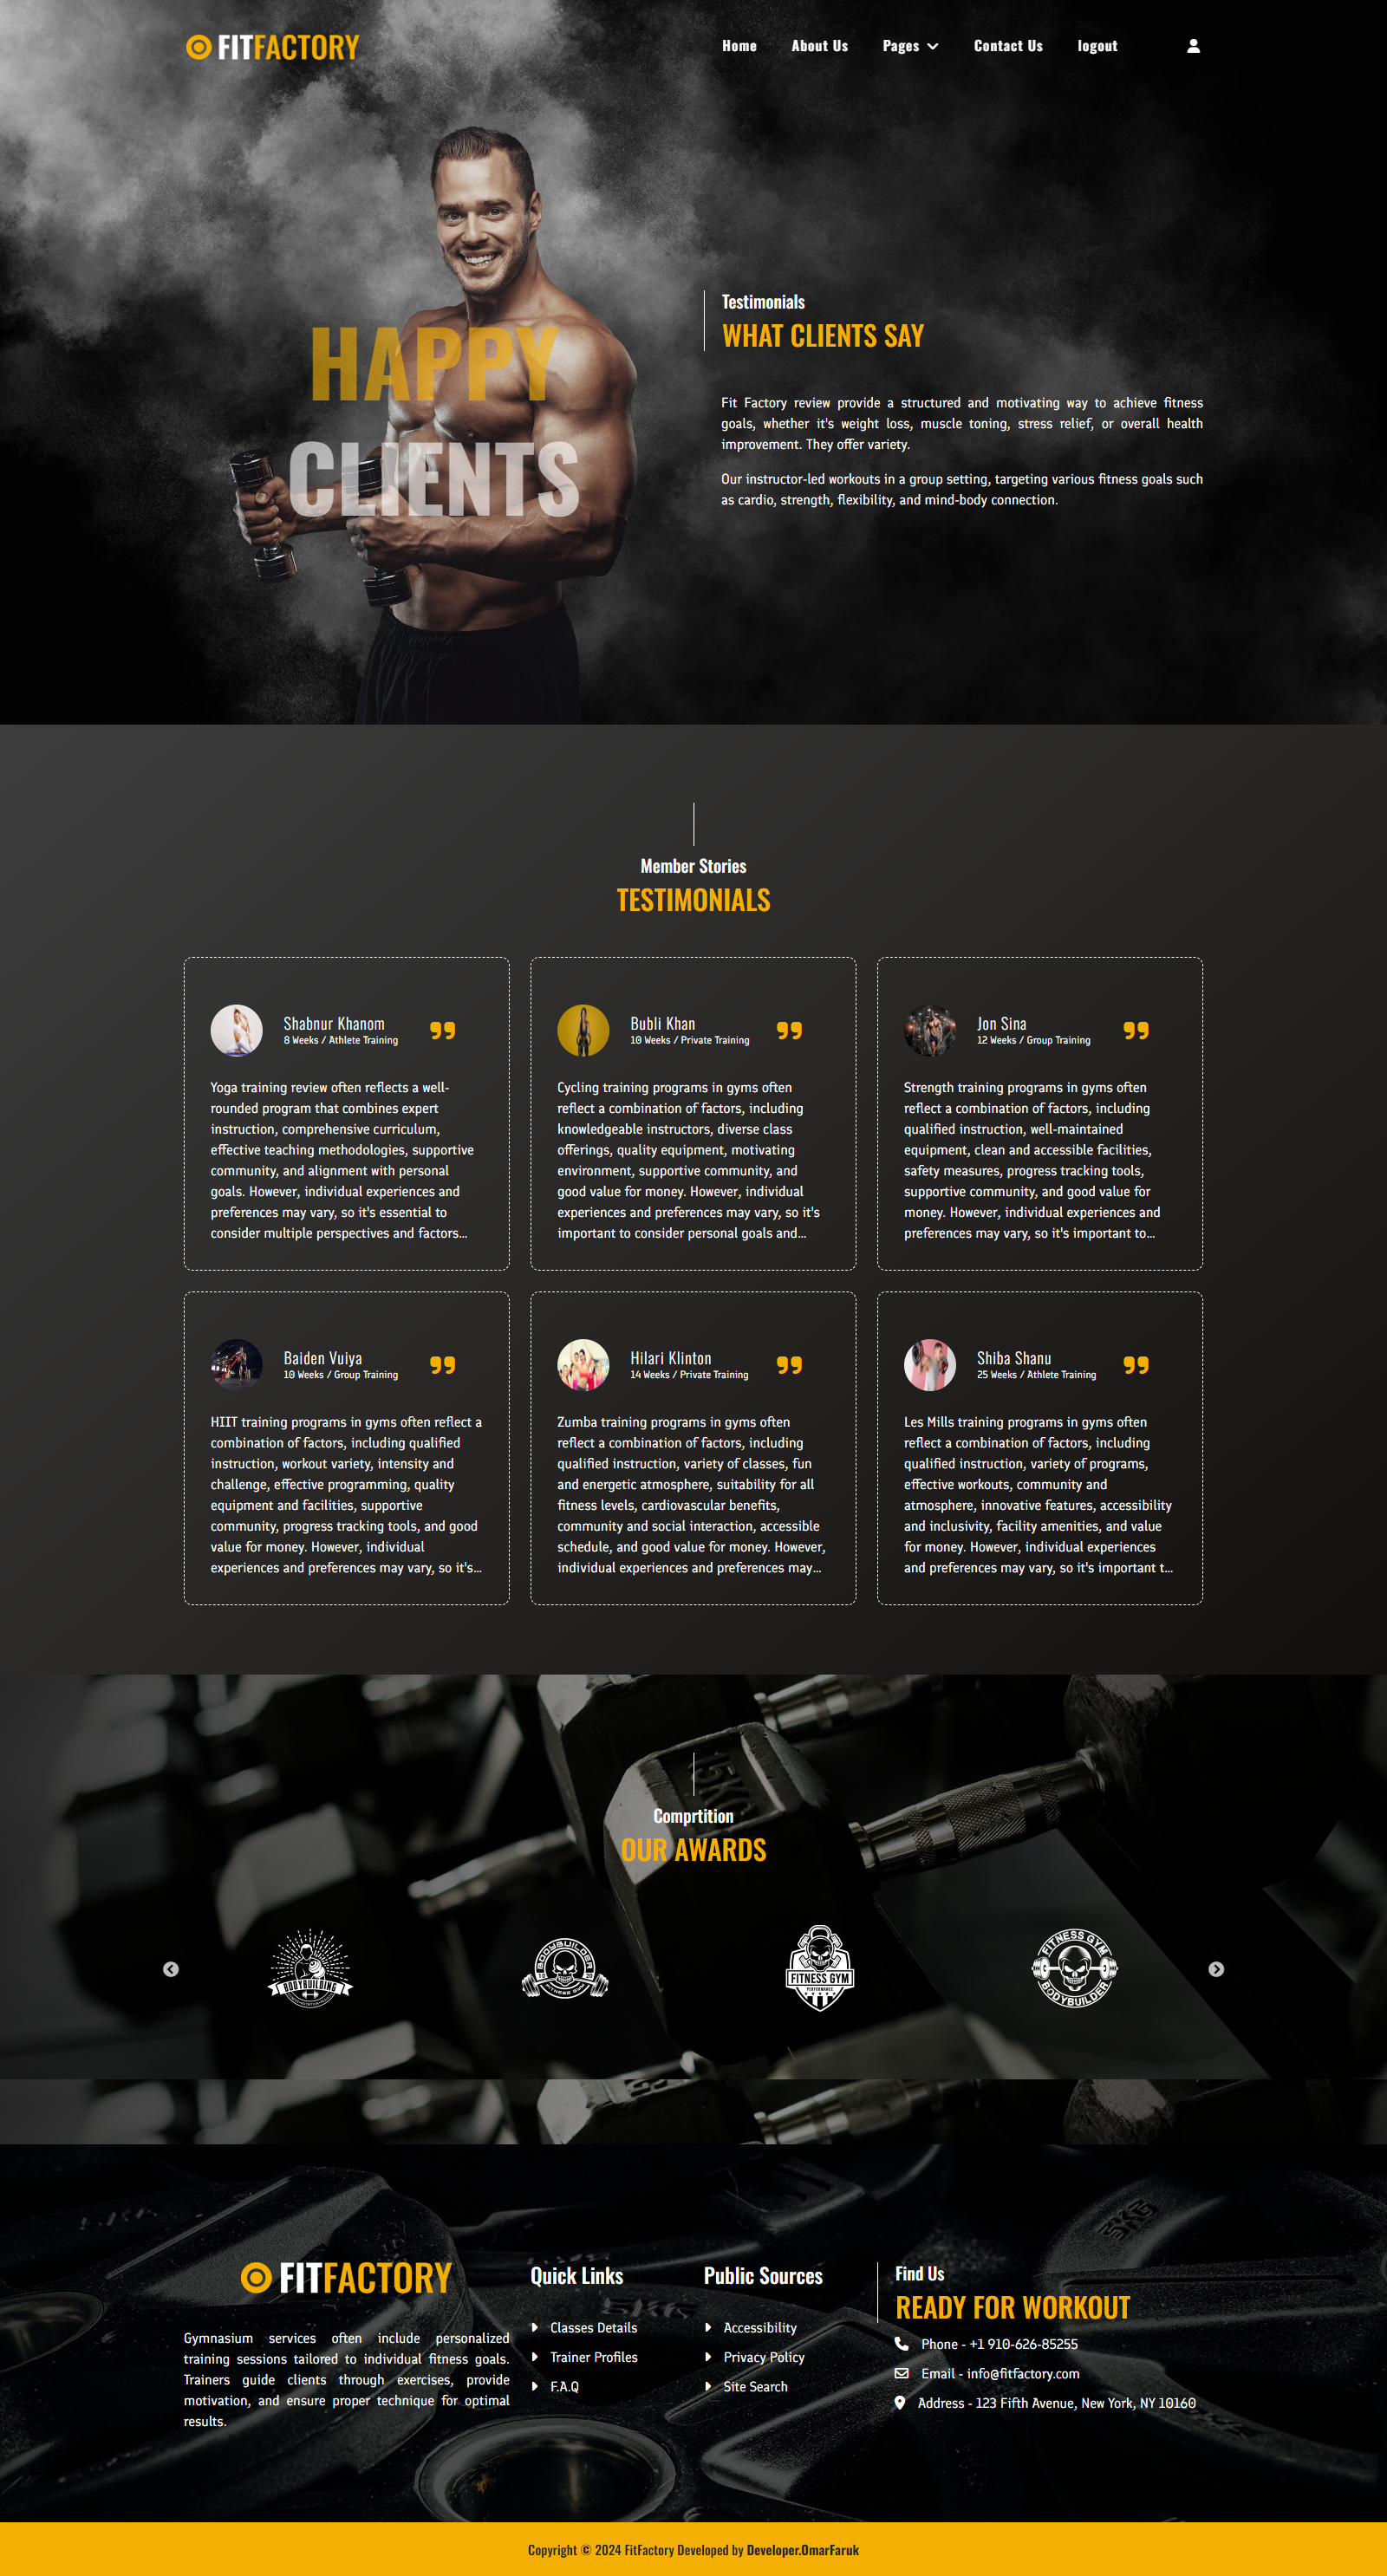 FITFACTORY
Home About Us Pages Contact Us logout
HAPPY
CLIENTS
Testimonials
WHAT CLIENTS SAY
Fit Factory review provide a structured and motivating way to achieve fitness
goals, whether it's weight loss, muscle toning, stress relief, or overall health
improvement. They offer variety.
Our instructor-led workouts in a group setting, targeting various fitness goals such
as cardio, strength, flexibility, and mind-body connection.
Member Stories
TESTIMONIALS
Shabnur Khanom
8 Weeks / Athlete Training
Yoga training review often reflects a well-
rounded program that combines expert
instruction, comprehensive curriculum,
effective teaching methodologies, supportive
community, and alignment with personal
goals. However, individual experiences and
preferences may vary, so it's essential to
consider multiple perspectives and factors...
Bubli Khan
10 Weeks / Private Training
Cycling training programs in gyms often
reflect a combination of factors, including
knowledgeable instructors, diverse class
offerings, quality equipment, motivating
environment, supportive community, and
good value for money. However, individual
experiences and preferences may vary, so it's
important to consider personal goals and...
Jon Sina
12 Weeks / Group Training
Strength training programs in gyms often
reflect a combination of factors, including
qualified instruction, well-maintained
equipment, clean and accessible facilities,
safety measures, progress tracking tools,
supportive community, and good value for
money. However, individual experiences and
preferences may vary, so it's important to...
Baiden Vuiya
10 Weeks / Group Training
HIIT training programs in gyms often reflect a
combination of factors, including qualified
instruction, workout variety, intensity and
challenge, effective programming, quality
equipment and facilities, supportive
community, progress tracking tools, and good
value for money. However, individual
experiences and preferences may vary, so it's...
Hilari Klinton
14 Weeks / Private Training
Zumba training programs in gyms often
reflect a combination of factors, including
qualified instruction, variety of classes, fun
and energetic atmosphere, suitability for all
fitness levels, cardiovascular benefits,
community and social interaction, accessible
schedule, and good value for money. However,
individual experiences and preferences may...
Shiba Shanu
25 Weeks / Athlete Training
Les Mills training programs in gyms often
reflect a combination of factors, including
qualified instruction, variety of programs,
effective workouts, community and
atmosphere, innovative features, accessibility
and inclusivity, facility amenities, and value
for money. However, individual experiences
and preferences may vary, so it's important t...
15KG
Comprtition
OUR AWARDS
BODYBUILDING
BODYBUILDER
FITNESS GYM
FITNESS GYM
PERFORMANCE
FITNESS GYM
BODYBUILDER
FITFACTORY
Gymnasium services often include personalized
training sessions tailored to individual fitness goals.
Trainers guide clients through exercises, provide
motivation, and ensure proper technique for optimal
results.
Quick Links
Classes Details
Trainer Profiles
F.A.Q
Public Sources
Accessibility
Privacy Policy
Site Search
Find Us
READY FOR WORKOUT
Phone - +1 910-626-85255
Email - info@fitfactory.com
Address - 123 Fifth Avenue, New York, NY 10160
5KG
5KG
Copyright © 2024 FitFactory Developed by Developer.OmarFaruk